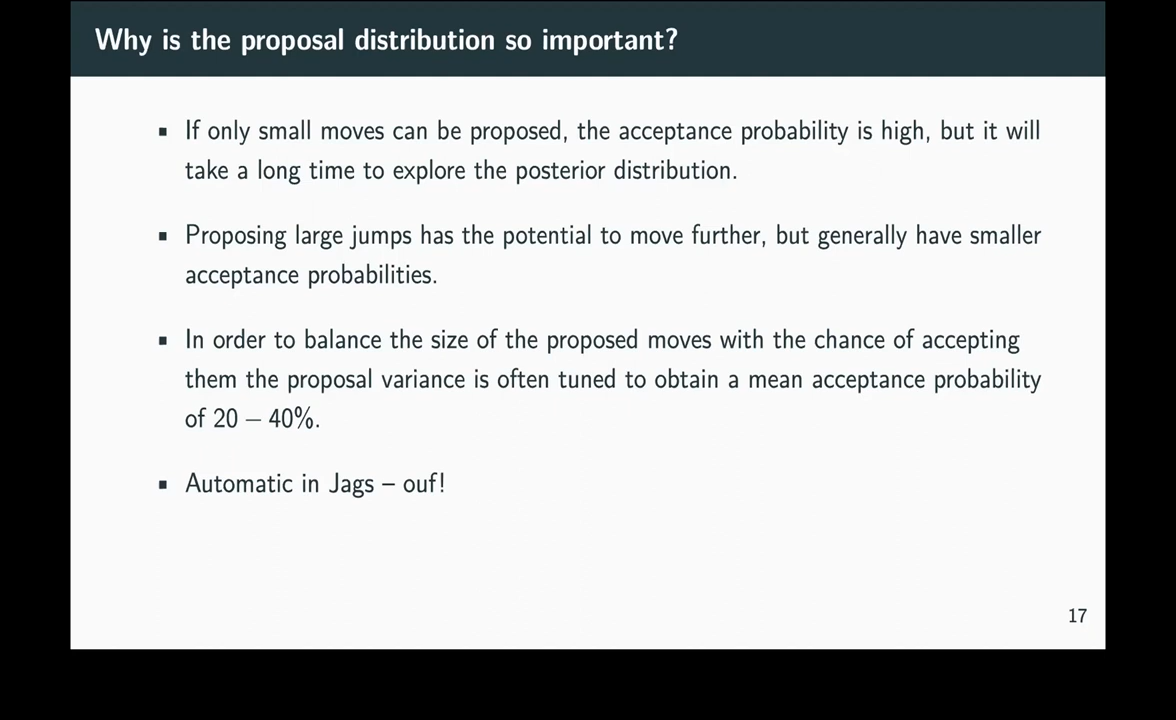 Why is the proposal distribution so important?
▪ If only small moves can be proposed, the acceptance probability is high, but it will
take a long time to explore the posterior distribution.
▪ Proposing large jumps has the potential to move further, but generally have smaller
acceptance probabilities.
▪ In order to balance the size of the proposed moves with the chance of accepting
them the proposal variance is often tuned to obtain a mean acceptance probability
of 20 – 40%.
▪ Automatic in Jags – ouf!
17